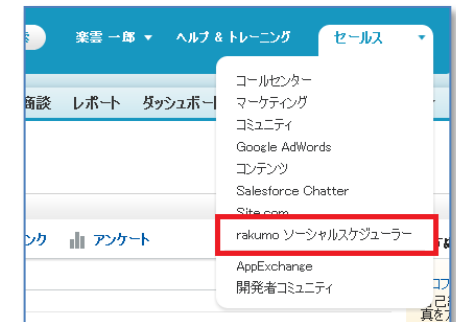 楽雲 一郎 ヘルプ & トレーニング セールス
商談 レポート ダッシュボー
コールセンター
マーケティング
コミュニティ
Google AdWords
コンテンツ
Salesforce Chatter
Site.com
rakumo ソーシャルスケジューラー
AppExchange
開発者コミュニティ
ンク アンケート